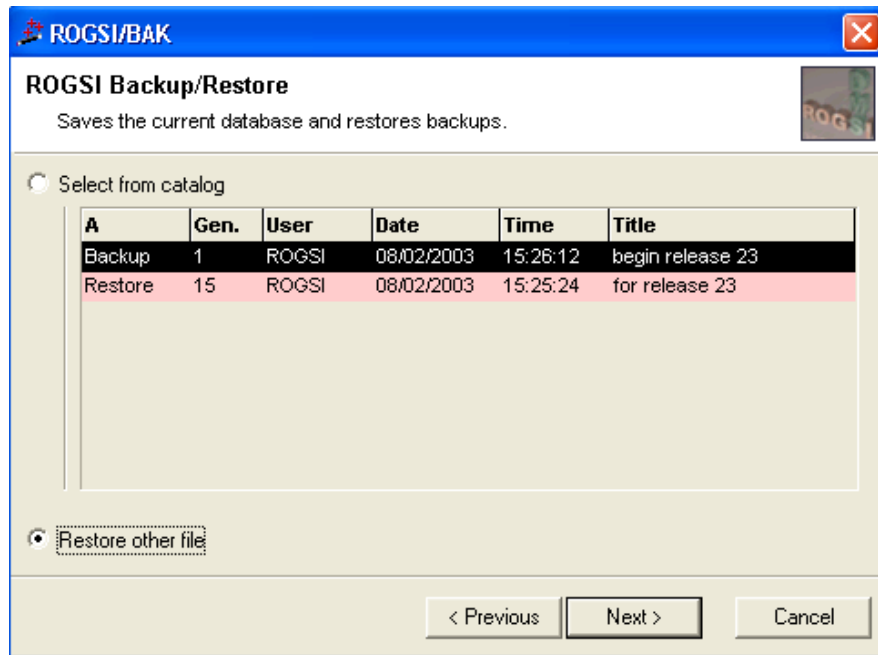 ROGSI/BAK
ROGSI Backup/Restore
Saves the current database and restores backups.
ROGSI
Select from catalog
A Gen. User Date Time Title
Backup 1 ROGSI 08/02/2003 15:26:12 begin release 23
Restore 15 ROGSI 08/02/2003 15:25:24 for release 23
Restore other file
< Previous Next > Cancel